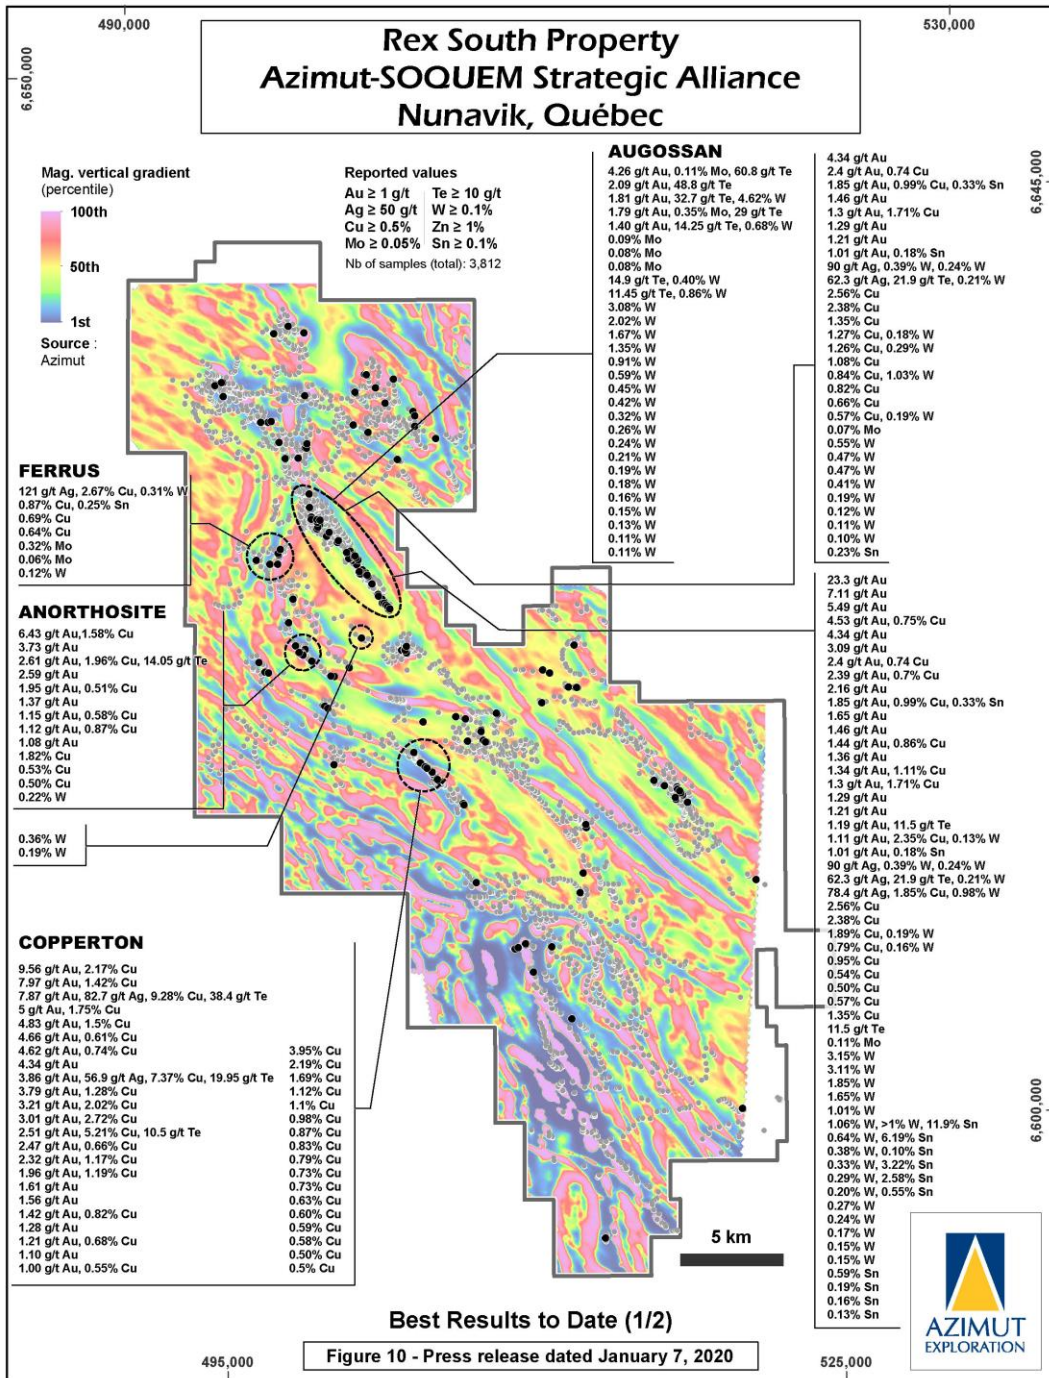 490,000
530,000
6,650,000
6,645,000
Rex South Property
Azimut-SOQUEM Strategic Alliance
Nunavik, Québec
Mag. vertical gradient
(percentile)
100th
50th
1st
Source :
Azimut
Reported values
Au ≥ 1 g/t
Te ≥ 10 g/t
Ag ≥ 50 g/t
W ≥ 0.1%
Cu ≥ 0.5%
Zn ≥ 1%
Mo ≥ 0.05%
Sn ≥ 0.1%
Nb of samples (total): 3,812
AUGOSSAN
4.26 g/t Au, 0.11% Mo, 60.8 g/t Te
2.09 g/t Au, 48.8 g/t Te
1.81 g/t Au, 32.7 g/t Te, 4.62% W
1.79 g/t Au, 0.35% Mo, 29 g/t Te
1.40 g/t Au, 14.25 g/t Te, 0.68% W
0.09% Mo
0.08% Mo
0.08% Mo
14.9 g/t Te, 0.40% W
11.45 g/t Te, 0.86% W
3.08% W
2.02% W
1.67% W
1.35% W
0.91% W
0.59% W
0.45% W
0.42% W
0.32% W
0.26% W
0.24% W
0.21% W
0.19% W
0.18% W
0.16% W
0.15% W
0.13% W
0.11% W
0.11% W
4.34 g/t Au
2.4 g/t Au, 0.74 Cu
1.85 g/t Au, 0.99% Cu, 0.33% Sn
1.46 g/t Au
1.3 g/t Au, 1.71% Cu
1.29 g/t Au
1.21 g/t Au
1.01 g/t Au, 0.18% Sn
90 g/t Ag, 0.39% W, 0.24% W
62.3 g/t Ag, 21.9 g/t Te, 0.21% W
2.56% Cu
2.38% Cu
1.35% Cu
1.27% Cu, 0.18% W
1.26% Cu, 0.29% W
1.08% Cu
0.84% Cu, 1.03% W
0.82% Cu
0.66% Cu
0.57% Cu, 0.19% W
0.07% Mo
0.55% W
0.47% W
0.47% W
0.41% W
0.19% W
0.12% W
0.11% W
0.10% W
0.23% Sn
FERRUS
121 g/t Ag, 2.67% Cu, 0.31% W
0.87% Cu, 0.25% Sn
0.69% Cu
0.64% Cu
0.32% Mo
0.06% Mo
0.12% W
ANORTHOSITE
6.43 g/t Au,1.58% Cu
3.73 g/t Au
2.61 g/t Au, 1.96% Cu, 14.05 g/t Te
2.59 g/t Au
1.95 g/t Au, 0.51% Cu
1.37 g/t Au
1.15 g/t Au, 0.58% Cu
1.12 g/t Au, 0.87% Cu
1.08 g/t Au
1.82% Cu
0.53% Cu
0.50% Cu
0.22% W
0.36% W
0.19% W
23.3 g/t Au
7.11 g/t Au
5.49 g/t Au
4.53 g/t Au, 0.75% Cu
4.34 g/t Au
3.09 g/t Au
2.4 g/t Au, 0.74 Cu
2.39 g/t Au, 0.7% Cu
2.16 g/t Au
1.85 g/t Au, 0.99% Cu, 0.33% Sn
1.65 g/t Au
1.46 g/t Au
1.44 g/t Au, 0.86% Cu
1.36 g/t Au
1.34 g/t Au, 1.11% Cu
1.3 g/t Au, 1.71% Cu
1.29 g/t Au
1.21 g/t Au
1.19 g/t Au, 11.5 g/t Te
1.11 g/t Au, 2.35% Cu, 0.13% W
1.01 g/t Au, 0.18% Sn
90 g/t Ag, 0.39% W, 0.24% W
62.3 g/t Ag, 21.9 g/t Te, 0.21% W
78.4 g/t Ag, 1.85% Cu, 0.98% W
2.56% Cu
2.38% Cu
1.89% Cu, 0.19% W
0.79% Cu, 0.16% W
0.95% Cu
0.54% Cu
0.50% Cu
0.57% Cu
1.35% Cu
11.5 g/t Te
0.11% Mo
3.15% W
3.11% W
1.85% W
1.65% W
1.01% W
1.06% W, >1% W, 11.9% Sn
0.64% W, 6.19% Sn
0.38% W, 0.10% Sn
0.33% W, 3.22% Sn
0.29% W, 2.58% Sn
0.20% W, 0.55% Sn
0.27% W
0.24% W
0.17% W
0.15% W
0.15% W
0.59% Sn
0.19% Sn
0.16% Sn
0.13% Sn
COPPERTON
9.56 g/t Au, 2.17% Cu
7.97 g/t Au, 1.42% Cu
7.87 g/t Au, 82.7 g/t Ag, 9.28% Cu, 38.4 g/t Te
5 g/t Au, 1.75% Cu
4.83 g/t Au, 1.5% Cu
4.66 g/t Au, 0.61% Cu
4.62 g/t Au, 0.74% Cu
4.34 g/t Au
3.86 g/t Au, 56.9 g/t Ag, 7.37% Cu, 19.95 g/t Te
3.79 g/t Au, 1.28% Cu
3.21 g/t Au, 2.02% Cu
3.01 g/t Au, 2.72% Cu
2.51 g/t Au, 5.21% Cu, 10.5 g/t Te
2.47 g/t Au, 0.66% Cu
2.32 g/t Au, 1.17% Cu
1.96 g/t Au, 1.19% Cu
1.61 g/t Au
1.56 g/t Au
1.42 g/t Au, 0.82% Cu
1.28 g/t Au
1.21 g/t Au, 0.68% Cu
1.10 g/t Au
1.00 g/t Au, 0.55% Cu
3.95% Cu
2.19% Cu
1.69% Cu
1.12% Cu
1.1% Cu
0.98% Cu
0.87% Cu
0.83% Cu
0.79% Cu
0.73% Cu
0.73% Cu
0.63% Cu
0.60% Cu
0.59% Cu
0.58% Cu
0.50% Cu
0.5% Cu
6,600,000
5 km
AZIMUT
EXPLORATION
Best Results to Date (1/2)
Figure 10 - Press release dated January 7, 2020
495,000
525,000